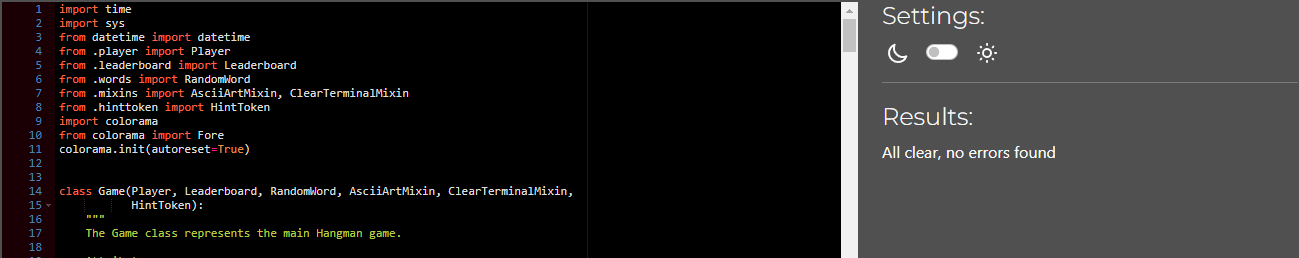 1 import time
2 import sys
3 from datetime import datetime
4 from .player import Player
5 from .leaderboard import Leaderboard
6 from .words import RandomWord
7 from .mixins import AsciiArtMixin, ClearTerminalMixin
8 from .hinttoken import HintToken
9 import colorama
10 from colorama import Fore
11 colorama.init(autoreset=True)
12
13
14 class Game(Player, Leaderboard, RandomWord, AsciiArtMixin, ClearTerminalMixin,
15 HintToken):
16 """
17 The Game class represents the main Hangman game.
18
Settings:
Results:
All clear, no errors found